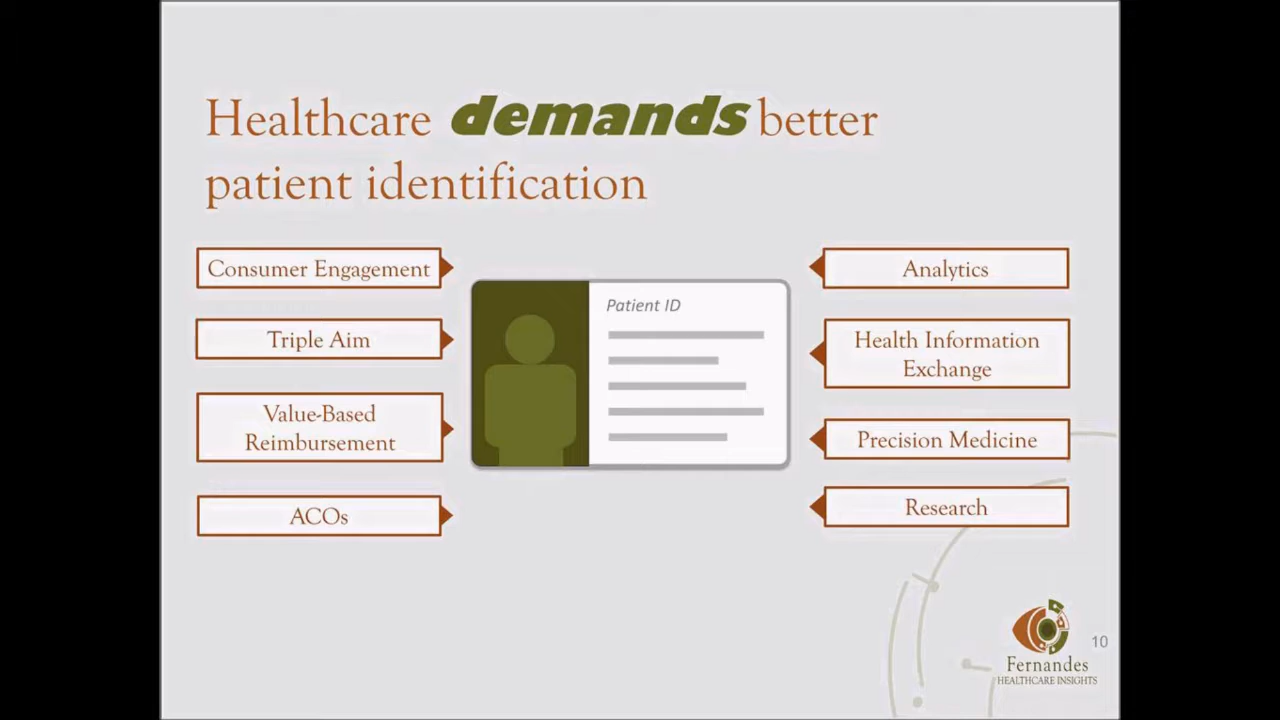 Healthcare demands better
patient identification
Consumer Engagement
Triple Aim
Value-Based
Reimbursement
ACOs
Patient ID
Analytics
Health Information
Exchange
Precision Medicine
Research
Fernandes
HEALTHCARE INSIGHTS
10